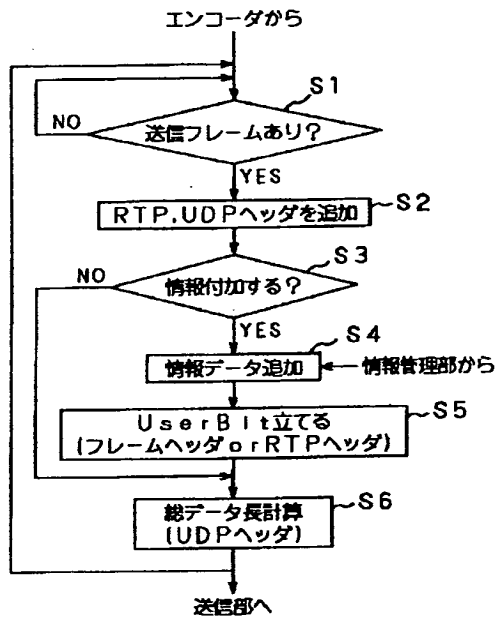 エンコーダから
S1
送信フレームあり?
NO
YES
RTP.UDPヘッダを追加
S2
S3
情報付加する?
NO
YES
S4
情報データ追加
情報管理部から
UserBit立てる
(フレームヘッダorRTPヘッダ)
S5
総データ長計算
(UDPヘッダ)
S6
送信部へ